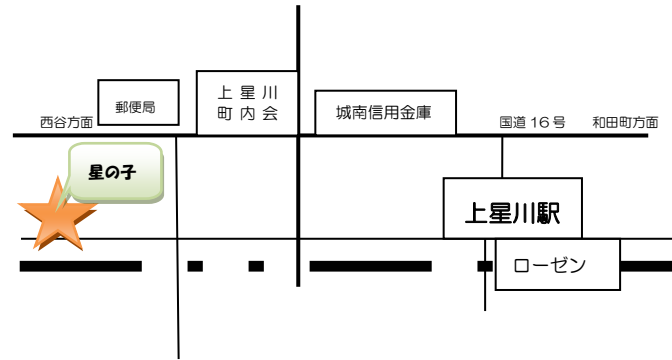 郵便局
上 星 川
町 内 会
城南信用金庫
西谷方面
国道 16 号
和田町方面
星の子
上星川駅
ローゼン